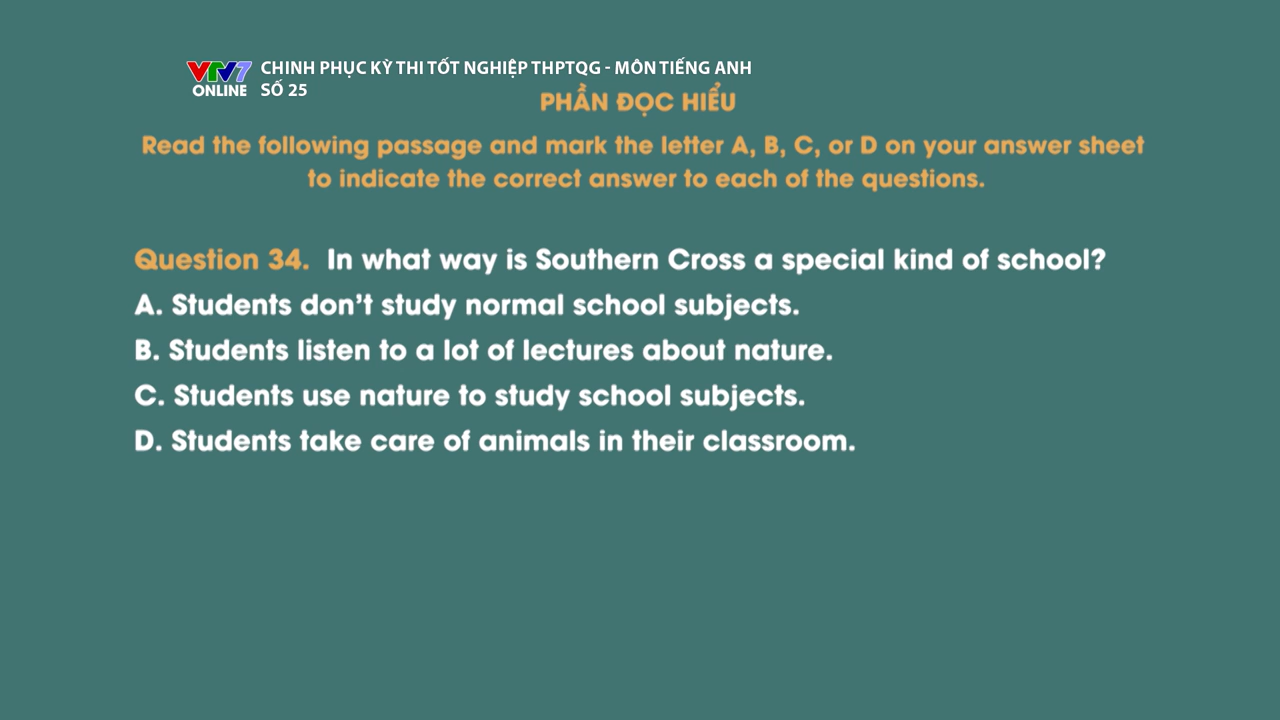 VTV7
ONLINE
CHINH PHỤC KỲ THI TỐT NGHIỆP THPTQG - MÔN TIẾNG ANH
SỐ 25
PHẦN ĐỌC HIỂU
Read the following passage and mark the letter A, B, C, or D on your answer sheet
to indicate the correct answer to each of the questions.
Question 34. In what way is Southern Cross a special kind of school?
A. Students don't study normal school subjects.
B. Students listen to a lot of lectures about nature.
C. Students use nature to study school subjects.
D. Students take care of animals in their classroom.